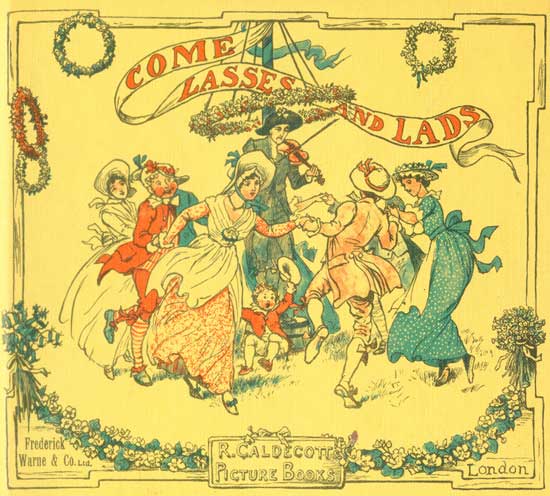 COME
LASSES
AND LADS
Frederick
Warne & Co. Ltd.
R. CALDECOTT'S
PICTURE BOOKS
London